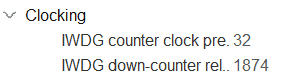 Clocking
IWDG counter clock pre. 32
IWDG down-counter rel.. 1874